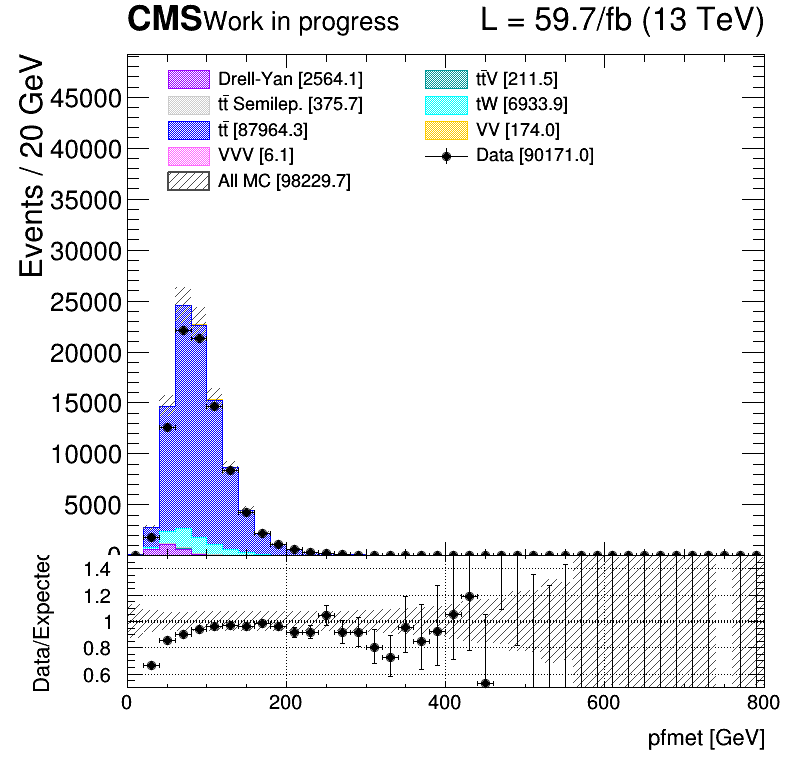 CMS Work in progress L = 59.7/fb (13 TeV)
Events / 20 GeV
Drell-Yan [2564.1]
tt̄ Semilep. [375.7]
tt̄ [87964.3]
VVV [6.1]
All MC [98229.7]
tt̄V [211.5]
tW [6933.9]
VV [174.0]
Data [90171.0]
45000
40000
35000
30000
25000
20000
15000
10000
5000
0
Data/Expected
1.4
1.2
1
0.8
0.6
0 200 400 600 800
pfmet [GeV]